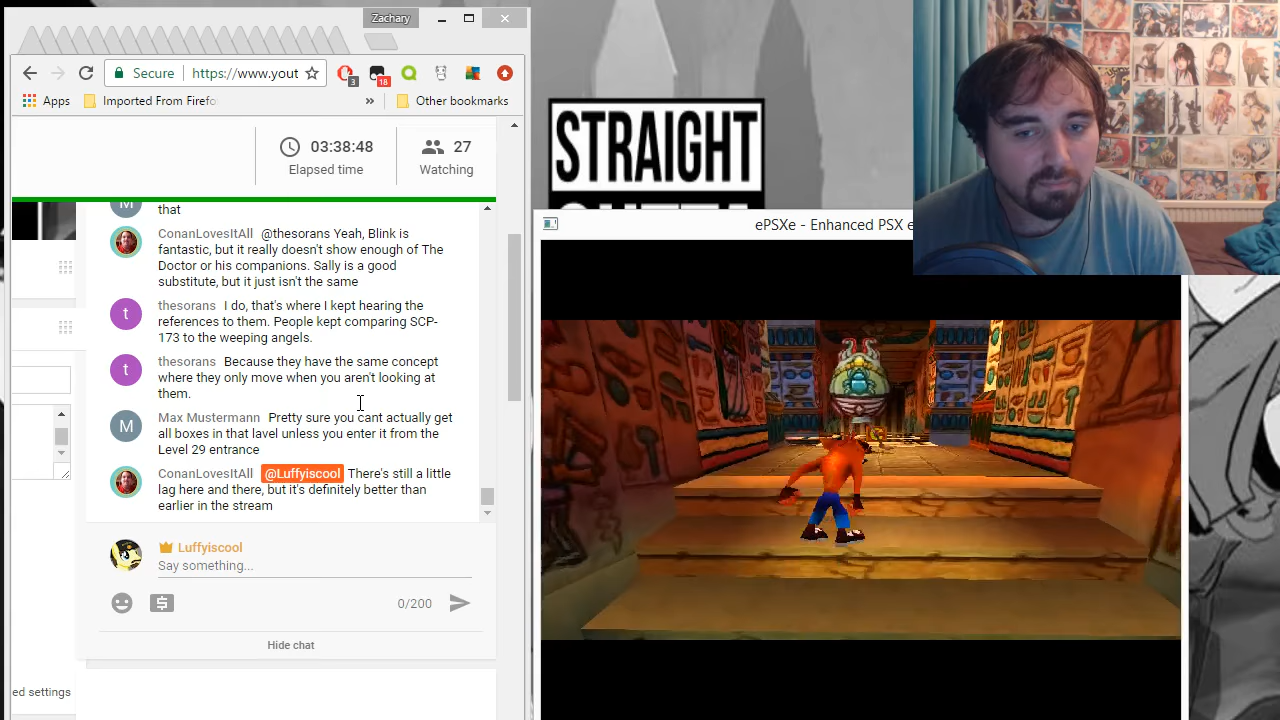 Zachary
Secure
https://www.yout
3
18
Apps
Imported From Firefo
»
Other bookmarks
03:38:48
Elapsed time
27
Watching
M
that
ConanLovesItAll @thesorans Yeah, Blink is
fantastic, but it really doesn't show enough of The
Doctor or his companions. Sally is a good
substitute, but it just isn't the same
t
thesorans I do, that's where I kept hearing the
references to them. People kept comparing SCP-
173 to the weeping angels.
t
thesorans Because they have the same concept
where they only move when you aren't looking at
them.
M
Max Mustermann Pretty sure you cant actually get
all boxes in that lavel unless you enter it from the
Level 29 entrance
ConanLovesItAll @Luffyiscool There's still a little
lag here and there, but it's definitely better than
earlier in the stream
Luffyiscool
Say something...
0/200
Hide chat
ed settings
STRAIGHT
ePSXe - Enhanced PSX e